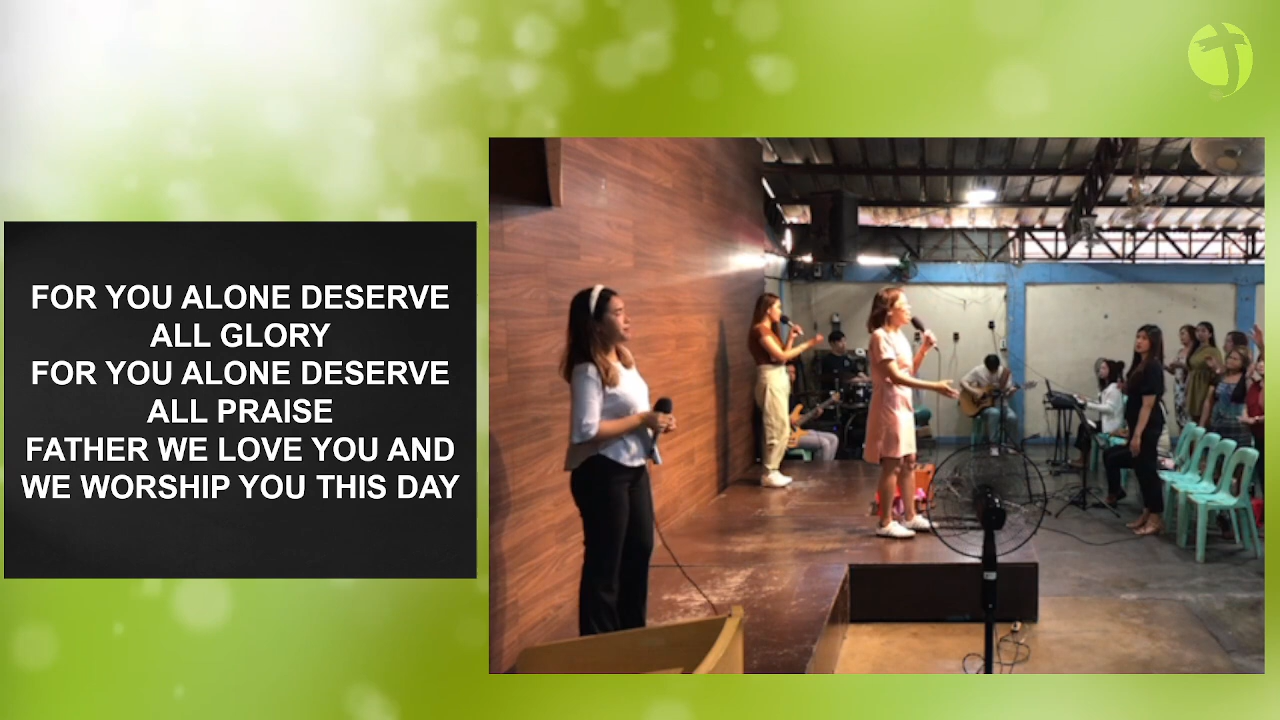 FOR YOU ALONE DESERVE
ALL GLORY
FOR YOU ALONE DESERVE
ALL PRAISE
FATHER WE LOVE YOU AND
WE WORSHIP YOU THIS DAY